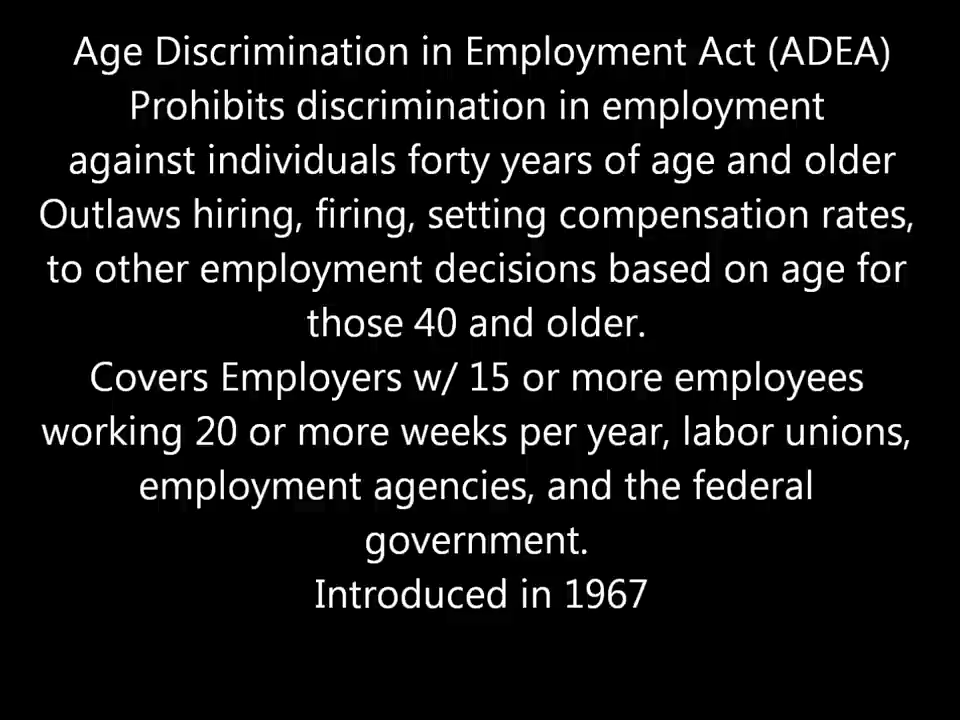 Age Discrimination in Employment Act (ADEA)
Prohibits discrimination in employment
against individuals forty years of age and older
Outlaws hiring, firing, setting compensation rates,
to other employment decisions based on age for
those 40 and older.
Covers Employers w/ 15 or more employees
working 20 or more weeks per year, labor unions,
employment agencies, and the federal
government.
Introduced in 1967